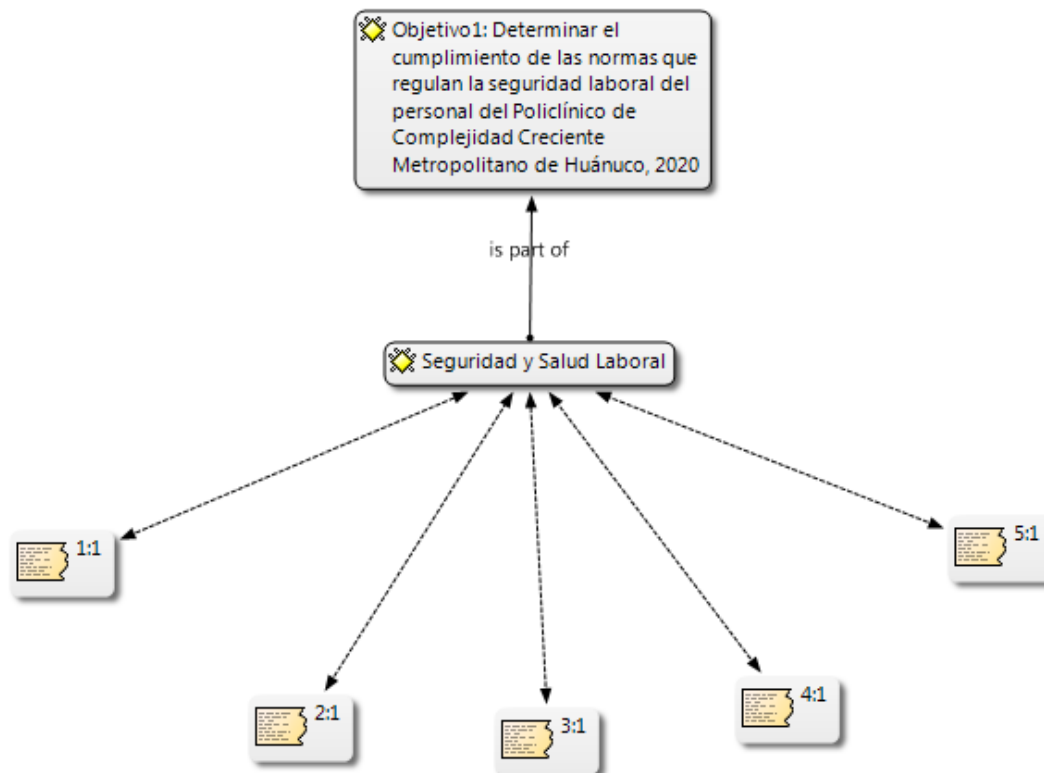 Objetivo1: Determinar el
cumplimiento de las normas que
regulan la seguridad laboral del
personal del Policlínico de
Complejidad Creciente
Metropolitano de Huánuco, 2020
is part of
Seguridad y Salud Laboral
1:1
5:1
2:1
3:1
4:1